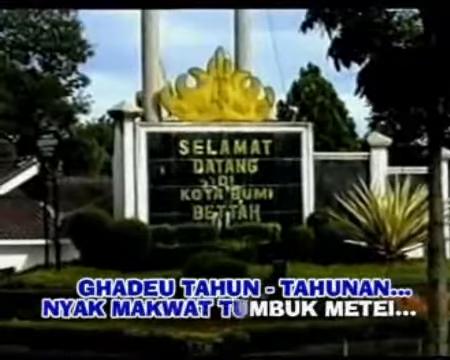 SELAMAT
DATANG
DI
KOTA BUMI
BETTAH
GHADEU TAHUN - TAHUNAN...
NYAK MAKWAT TUMBUK METEI...